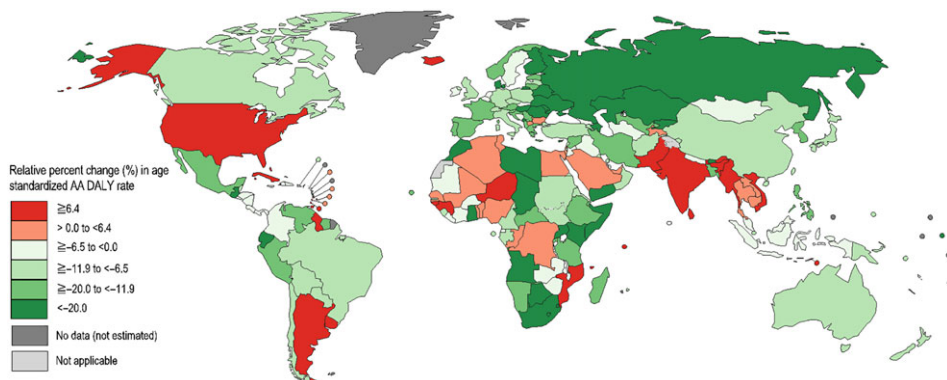 Relative percent change (%) in age
standardized AA DALY rate
≧6.4
> 0.0 to <6.4
≧-6.5 to <0.0
≧-11.9 to <-6.5
≧-20.0 to <-11.9
<-20.0
No data (not estimated)
Not applicable